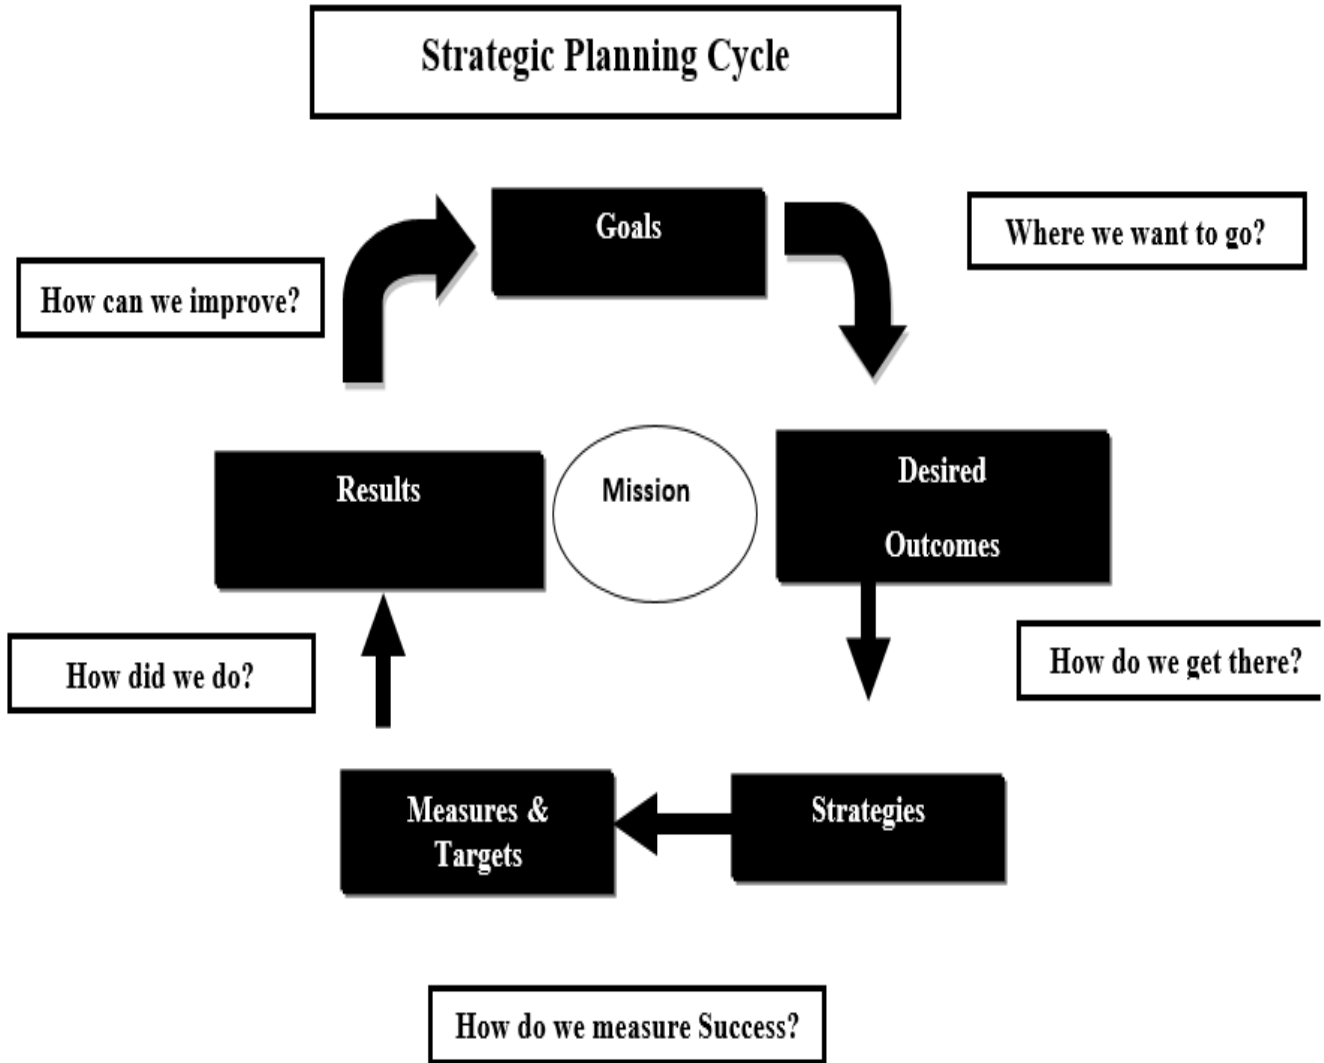 Strategic Planning Cycle
Goals
Where we want to go?
How can we improve?
Results
Mission
Desired
Outcomes
How did we do?
How do we get there?
Measures &
Targets
Strategies
How do we measure Success?